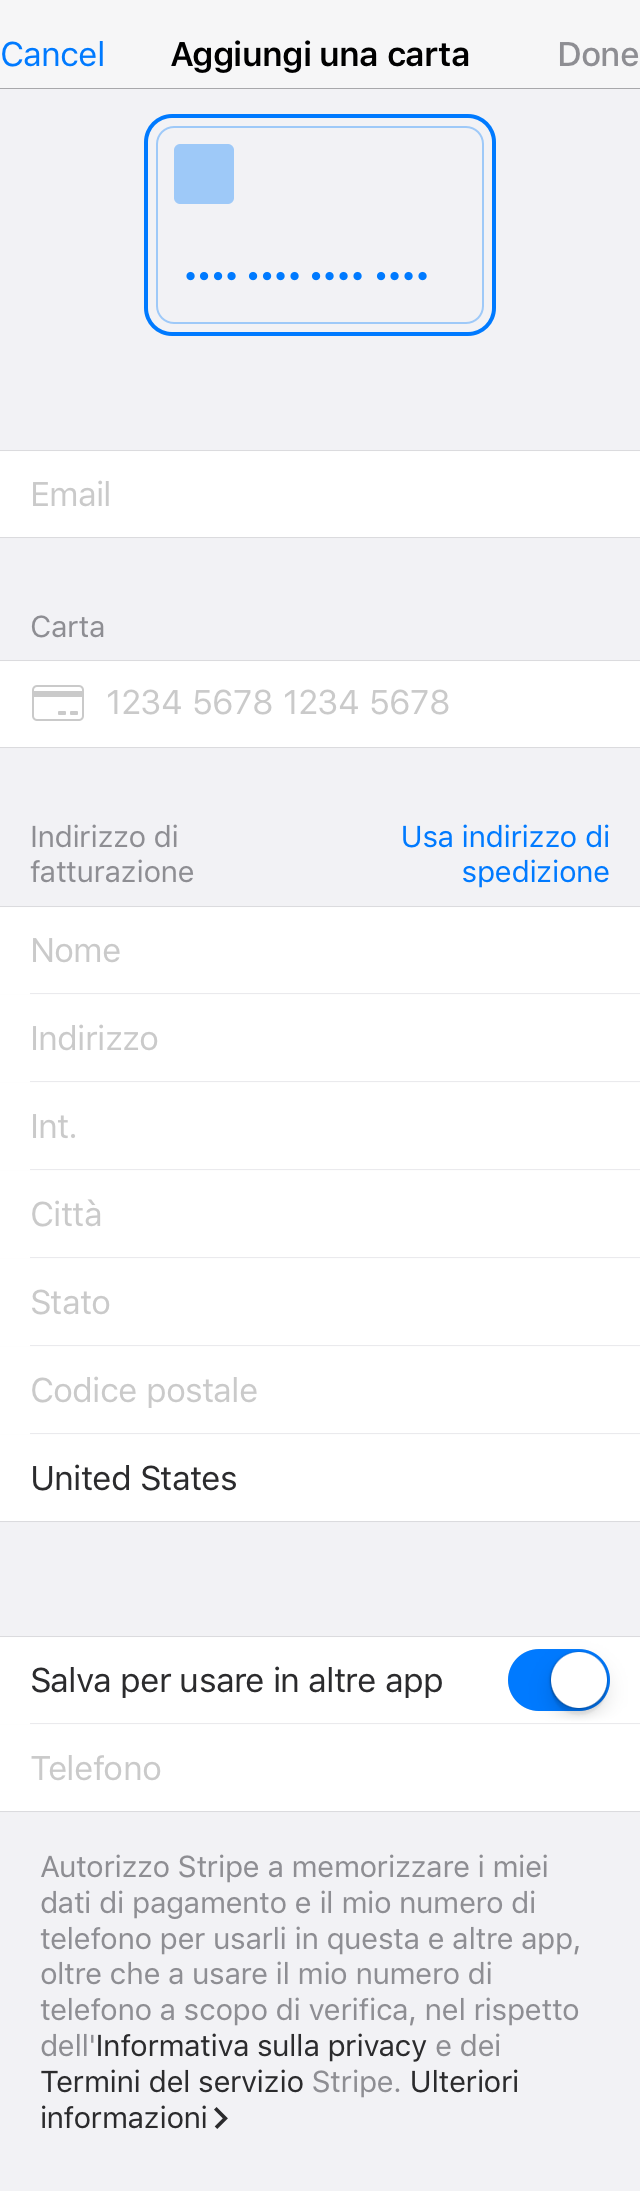 Cancel Aggiungi una carta Done
•••• •••• •••• ••••
Email
Carta
1234 5678 1234 5678
Indirizzo di
fatturazione
Usa indirizzo di
spedizione
Nome
Indirizzo
Int.
Città
Stato
Codice postale
United States
Salva per usare in altre app
Telefono
Autorizzo Stripe a memorizzare i miei
dati di pagamento e il mio numero di
telefono per usarli in questa e altre app,
oltre che a usare il mio numero di
telefono a scopo di verifica, nel rispetto
dell'Informativa sulla privacy e dei
Termini del servizio Stripe. Ulteriori
informazioni